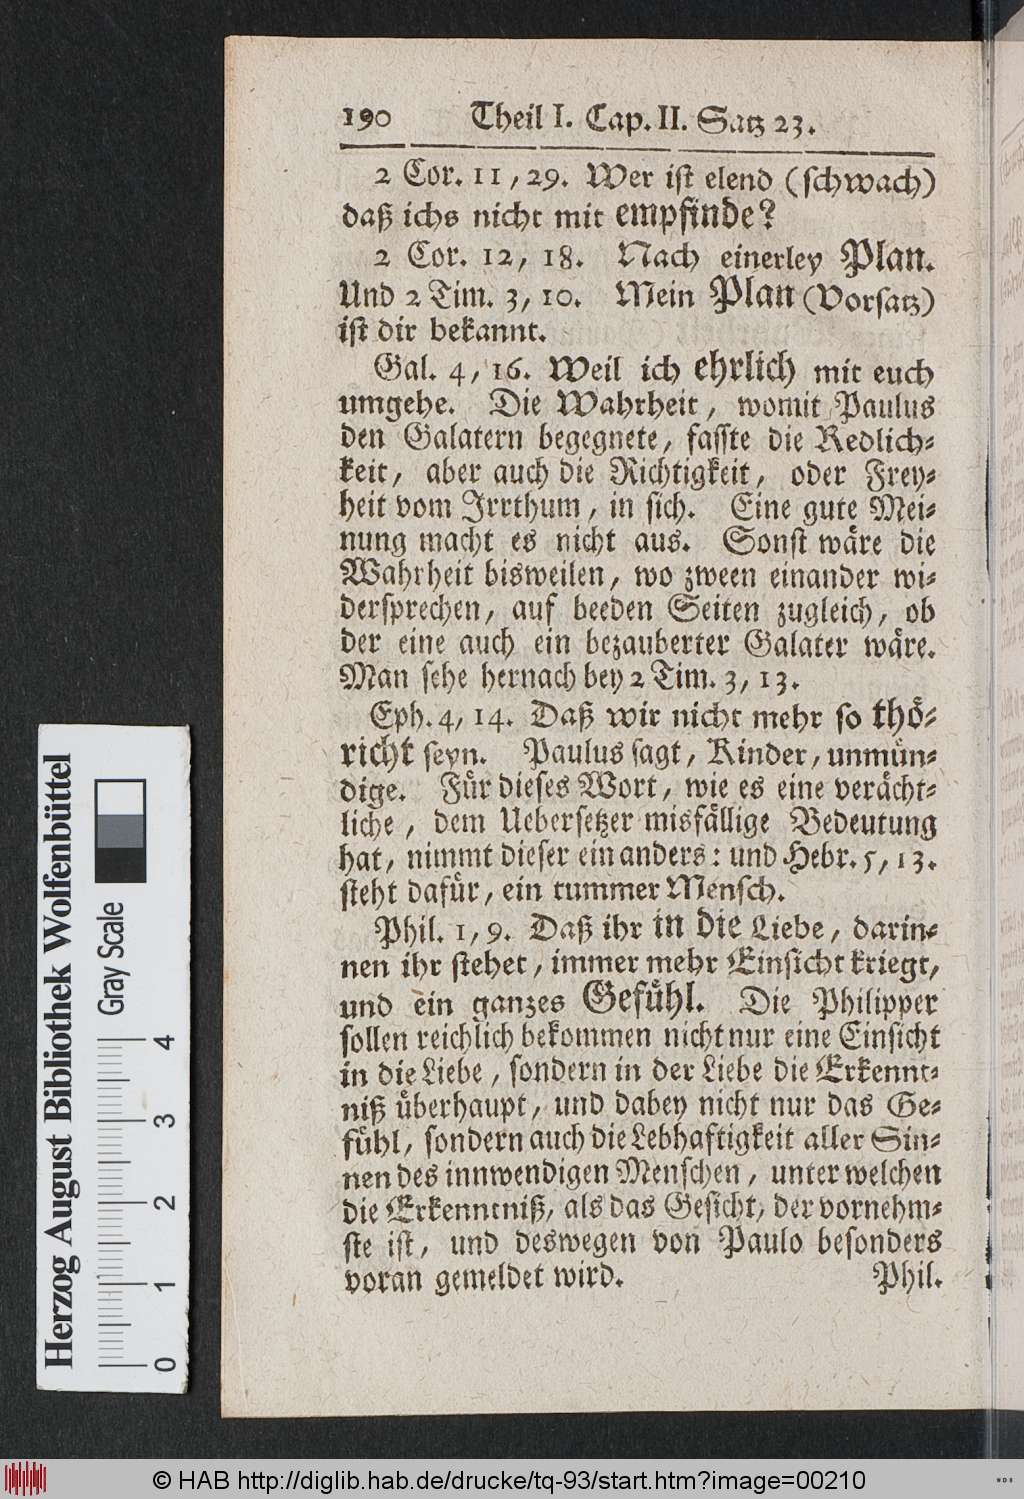 190 Theil I. Cap. II. Satz 23.
2 Cor. 11, 29. Wer ist elend (schwach)
daß ichs nicht mit empfinde?
2 Cor. 12, 18. Nach einerley Plan.
Und 2 Tim. 3, 10. Mein Plan (Vorsatz)
ist dir bekannt.
Gal. 4, 16. Weil ich ehrlich mit euch
umgehe. Die Wahrheit, womit Paulus
den Galatern begegnete, fasste die Redlich-
keit, aber auch die Richtigkeit, oder Frey-
heit vom Irrthum, in sich. Eine gute Mei-
nung macht es nicht aus. Sonst wäre die
Wahrheit bisweilen, wo zween einander wi-
dersprechen, auf beeden Seiten zugleich, ob
der eine auch ein bezauberter Galater wäre.
Man sehe hernach bey 2 Tim. 3, 13.
Eph. 4, 14. Daß wir nicht mehr so thö-
richt seyn. Paulus sagt, Kinder, unmün-
dige. Für dieses Wort, wie es eine verächt-
liche, dem Uebersetzer misfällige Bedeutung
hat, nimmt dieser ein anders: und Hebr. 5, 13.
steht dafür, ein tummer Mensch.
Phil. 1, 9. Daß ihr in die Liebe, darin-
nen ihr stehet, immer mehr Einsicht kriegt,
und ein ganzes Gefühl. Die Philipper
sollen reichlich bekommen nicht nur eine Einsicht
in die Liebe, sondern in der Liebe die Erkennt-
niß überhaupt, und dabey nicht nur das Ge-
fühl, sondern auch die Lebhaftigkeit aller Sin-
nen des innwendigen Menschen, unter welchen
die Erkenntniß, als das Gesicht, der vornehm-
ste ist, und deswegen von Paulo besonders
voran gemeldet wird. Phil.
Herzog August Bibliothek Wolfenbüttel
Gray Scale
0 1 2 3 4
© HAB http://diglib.hab.de/drucke/tq-93/start.htm?image=00210